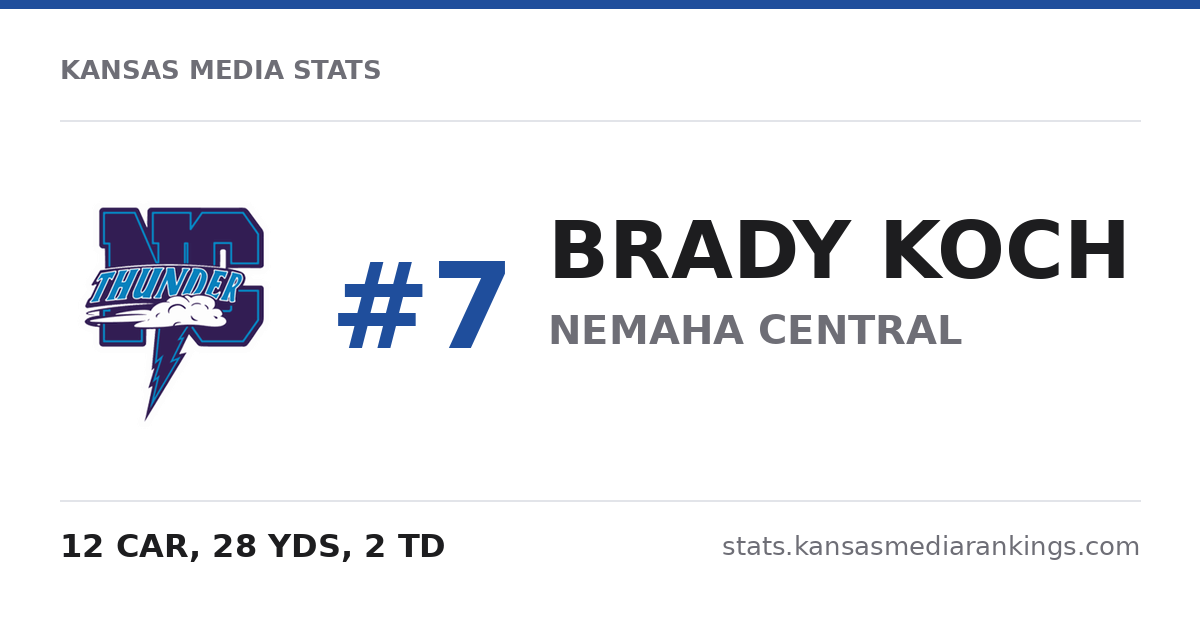 KANSAS MEDIA STATS
NC
THUNDER
#7
BRADY KOCH
NEMAHA CENTRAL
12 CAR, 28 YDS, 2 TD
stats.kansasmediarankings.com